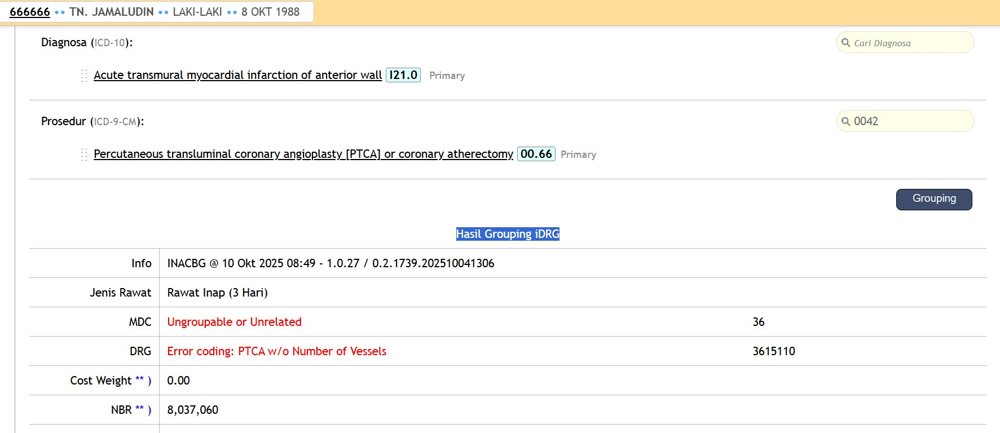 666666 •• TN. JAMALUDIN •• LAKI-LAKI •• 8 OKT 1988
Diagnosa (ICD-10):
Cari Diagnosa
Acute transmural myocardial infarction of anterior wall I21.0 Primary
Prosedur (ICD-9-CM):
0042
Percutaneous transluminal coronary angioplasty [PTCA] or coronary atherectomy 00.66 Primary
Grouping
Hasil Grouping iDRG
Info INACBG @ 10 Okt 2025 08:49 - 1.0.27 / 0.2.1739.202510041306
Jenis Rawat Rawat Inap (3 Hari)
MDC Ungroupable or Unrelated 36
DRG Error coding: PTCA w/o Number of Vessels 3615110
Cost Weight ** ) 0.00
NBR ** ) 8,037,060